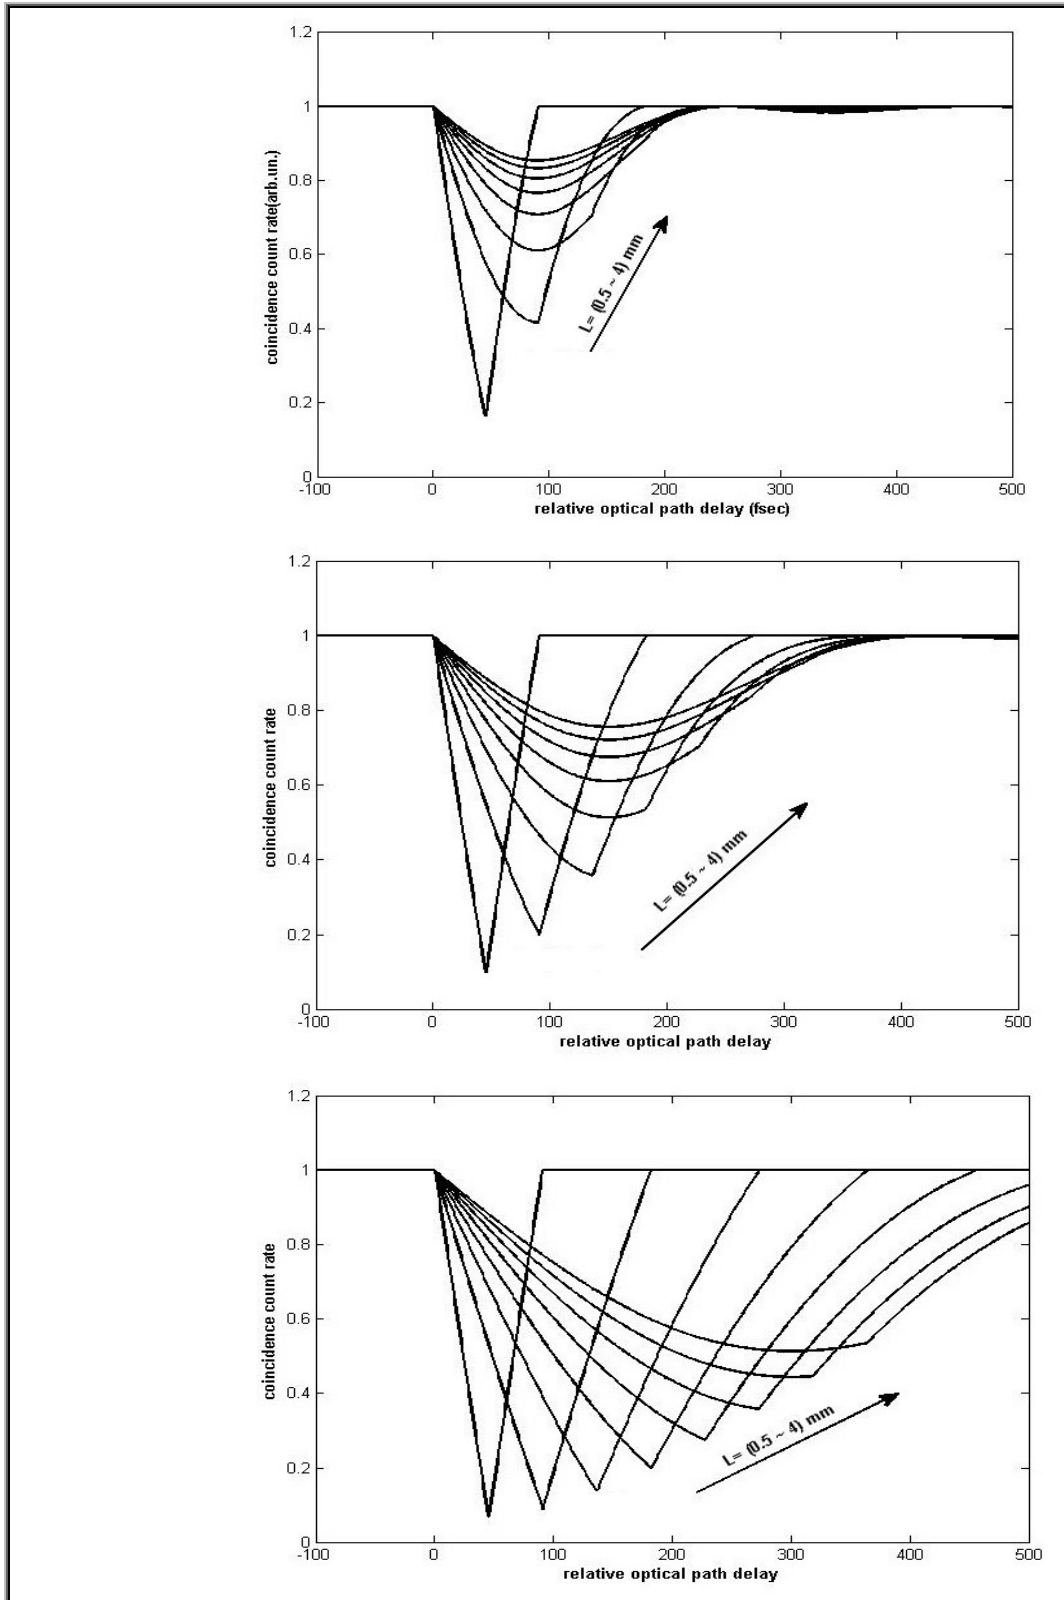 1.2
1
0.8
0.6
0.4
0.2
0
coincidence count rate(arb.un.)
L= (0.5 ~ 4) mm
-100 0 100 200 300 400 500
relative optical path delay (fsec)
1.2
1
0.8
0.6
0.4
0.2
0
coincidence count rate
L= (0.5 ~ 4) mm
-100 0 100 200 300 400 500
relative optical path delay
1.2
1
0.8
0.6
0.4
0.2
0
coincidence count rate
L= (0.5 ~ 4) mm
-100 0 100 200 300 400 500
relative optical path delay